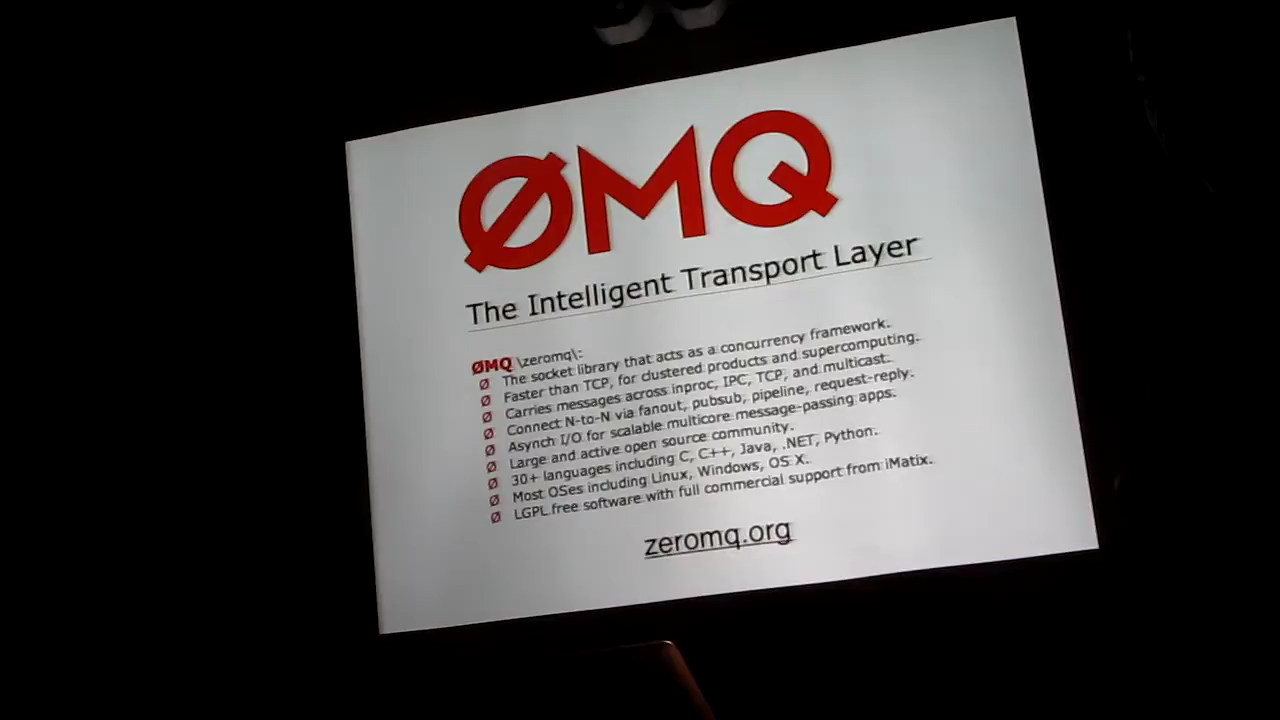 ØMQ
The Intelligent Transport Layer
ØMQ \zeromq\:
Ø The socket library that acts as a concurrency framework.
Ø Faster than TCP, for clustered products and supercomputing.
Ø Carries messages across inproc, IPC, TCP, and multicast.
Ø Connect N-to-N via fanout, pubsub, pipeline, request-reply.
Ø Asynch I/O for scalable multicore message-passing apps.
Ø Large and active open source community.
Ø 30+ languages including C, C++, Java, .NET, Python.
Ø Most OSes including Linux, Windows, OS X.
Ø LGPL free software with full commercial support from iMatix.
zeromq.org